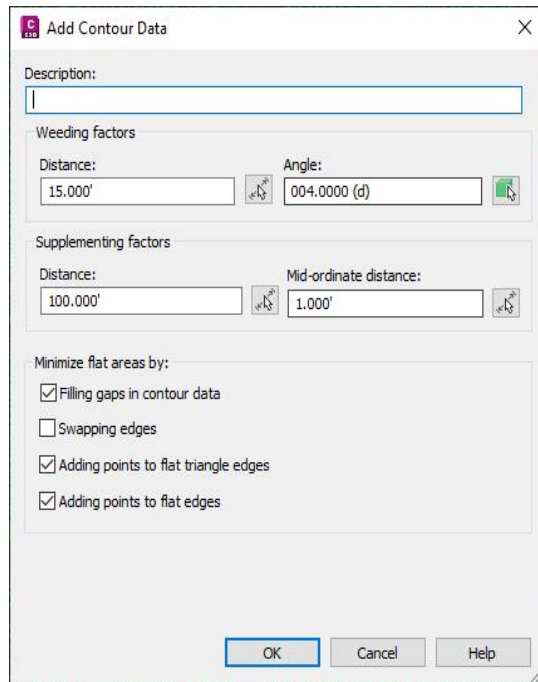 C
C3D
Add Contour Data
Description:
Weeding factors
Distance:
Angle:
15.000'
004.0000 (d)
Supplementing factors
Distance:
Mid-ordinate distance:
100.000'
1.000'
Minimize flat areas by:
Filling gaps in contour data
Swapping edges
Adding points to flat triangle edges
Adding points to flat edges
OK
Cancel
Help